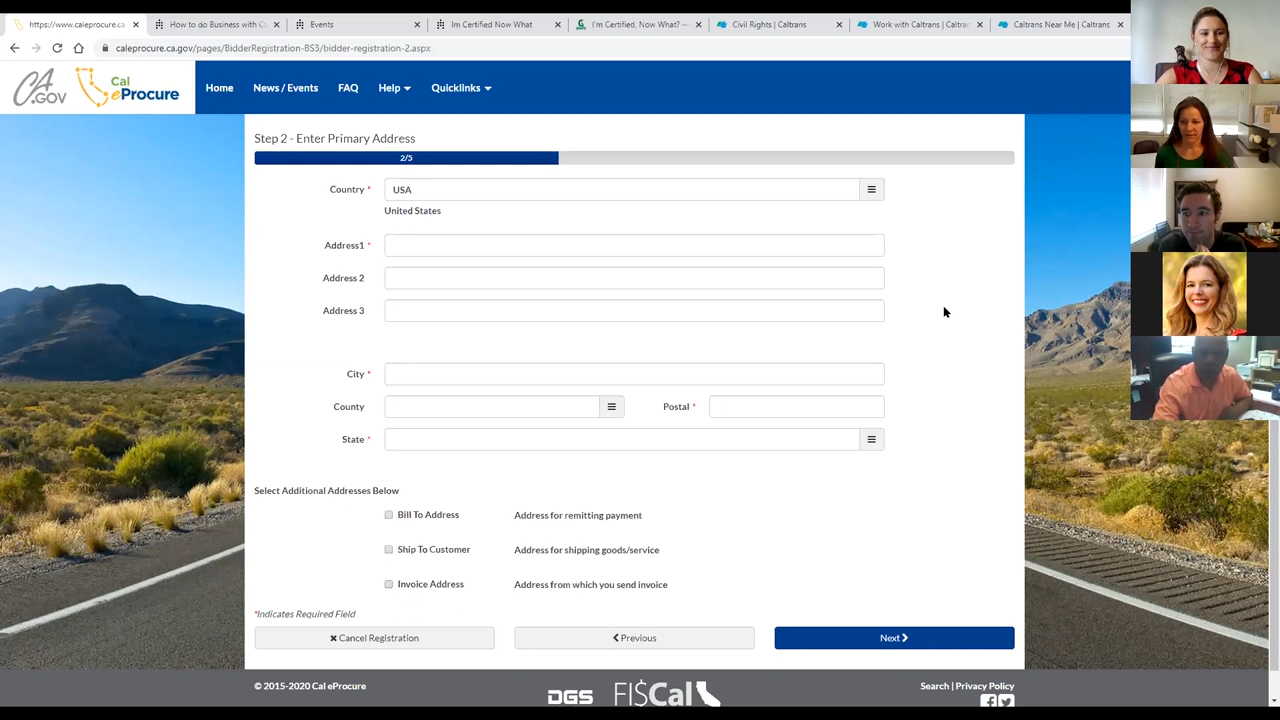 https://www.caleprocure.ca
How to do Business with Ca
Events
Im Certified Now What
I'm Certified, Now What? —
Civil Rights | Caltrans
Work with Caltrans | Caltran
Caltrans Near Me | Caltrans
caleprocure.ca.gov/pages/BidderRegistration-BS3/bidder-registration-2.aspx
CA
.GOV
Cal
eProcure
Home
News / Events
FAQ
Help
Quicklinks
Step 2 - Enter Primary Address
2/5
Country *
USA
United States
Address1 *
Address 2
Address 3
City *
County
Postal *
State *
Select Additional Addresses Below
Bill To Address
Address for remitting payment
Ship To Customer
Address for shipping goods/service
Invoice Address
Address from which you send invoice
*Indicates Required Field
Cancel Registration
Previous
Next
© 2015-2020 Cal eProcure
DGS
FI$Cal
Search | Privacy Policy